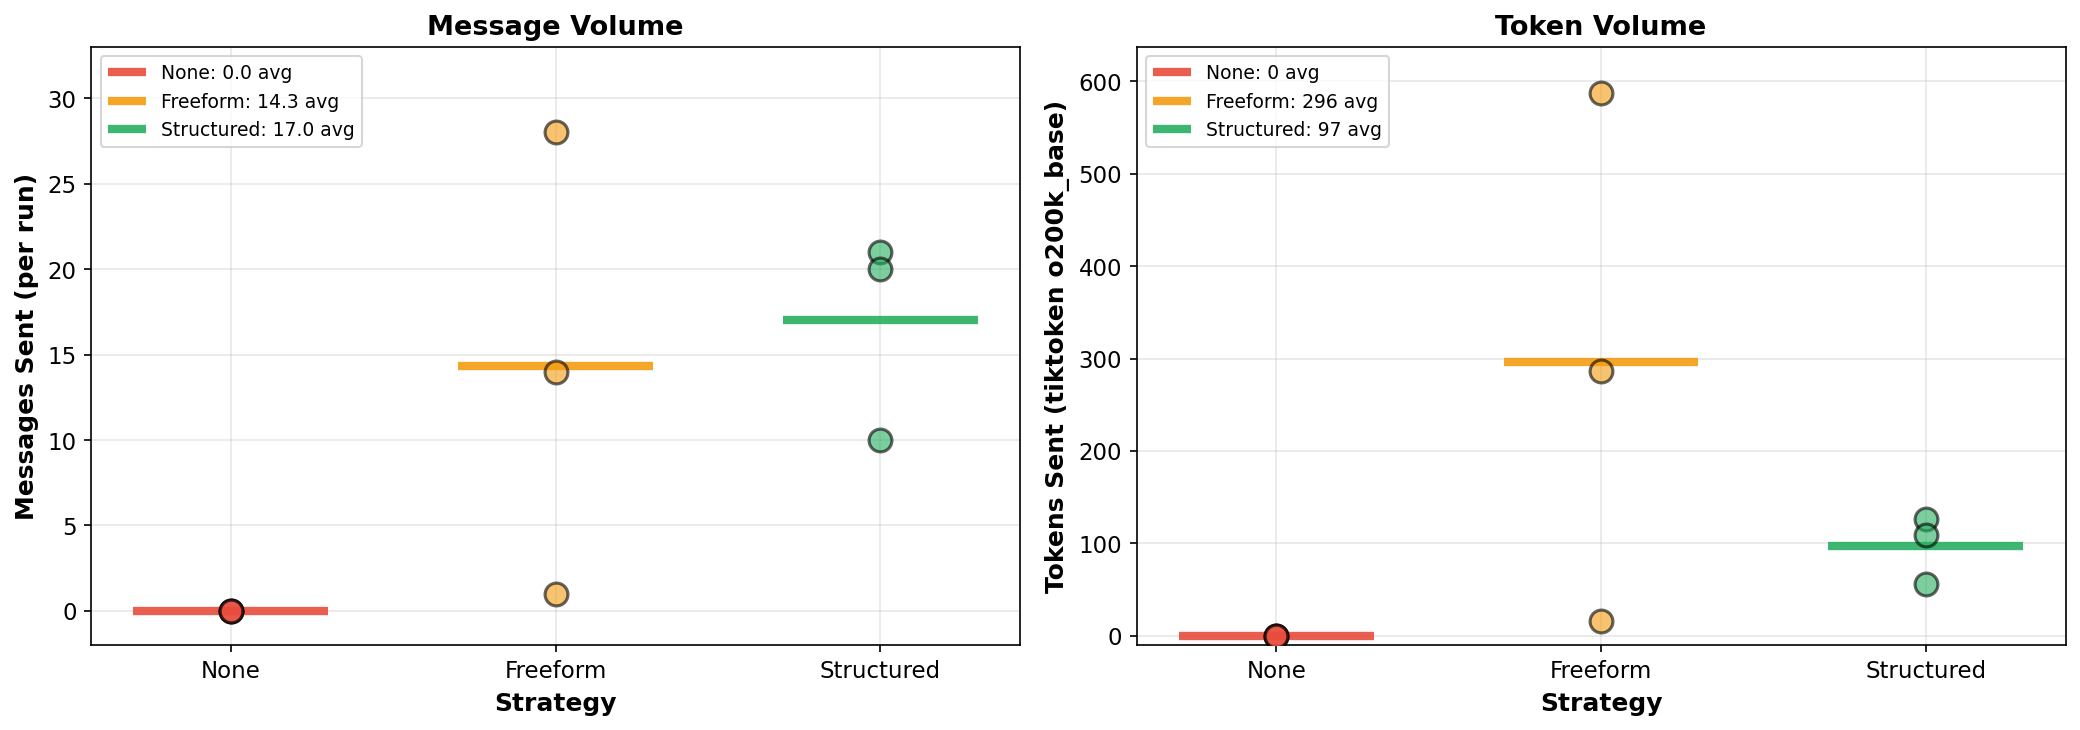 Message Volume
None: 0.0 avg
Freeform: 14.3 avg
Structured: 17.0 avg
Messages Sent (per run)
30
25
20
15
10
5
0
None
Freeform
Structured
Strategy
Token Volume
None: 0 avg
Freeform: 296 avg
Structured: 97 avg
Tokens Sent (tiktoken o200k_base)
600
500
400
300
200
100
0
None
Freeform
Structured
Strategy